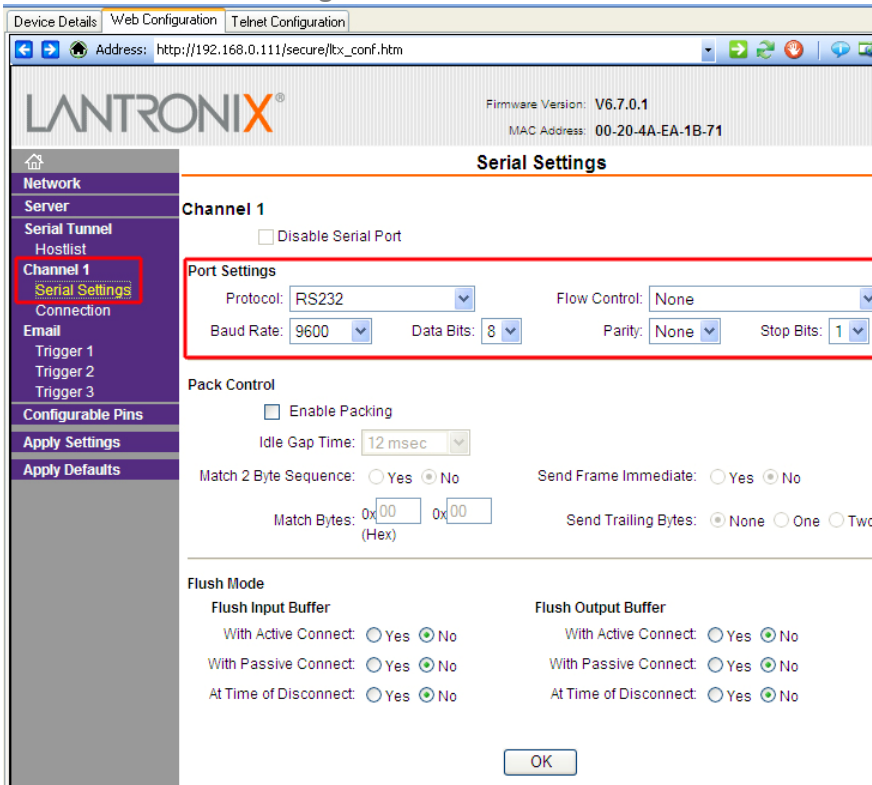 Device Details Web Configuration Telnet Configuration
Address: http://192.168.0.111/secure/ltx_conf.htm
LANTRONIX®
Firmware Version: V6.7.0.1
MAC Address: 00-20-4A-EA-1B-71
Network
Server
Serial Tunnel
Hostlist
Channel 1
Serial Settings
Connection
Email
Trigger 1
Trigger 2
Trigger 3
Configurable Pins
Apply Settings
Apply Defaults
Serial Settings
Channel 1
Disable Serial Port
Port Settings
Protocol: RS232 Flow Control: None
Baud Rate: 9600 Data Bits: 8 Parity: None Stop Bits: 1
Pack Control
Enable Packing
Idle Gap Time: 12 msec
Match 2 Byte Sequence: Yes No Send Frame Immediate: Yes No
Match Bytes: 0x 00 0x 00 Send Trailing Bytes: None One Two
(Hex)
Flush Mode
Flush Input Buffer Flush Output Buffer
With Active Connect: Yes No With Active Connect: Yes No
With Passive Connect: Yes No With Passive Connect: Yes No
At Time of Disconnect: Yes No At Time of Disconnect: Yes No
OK